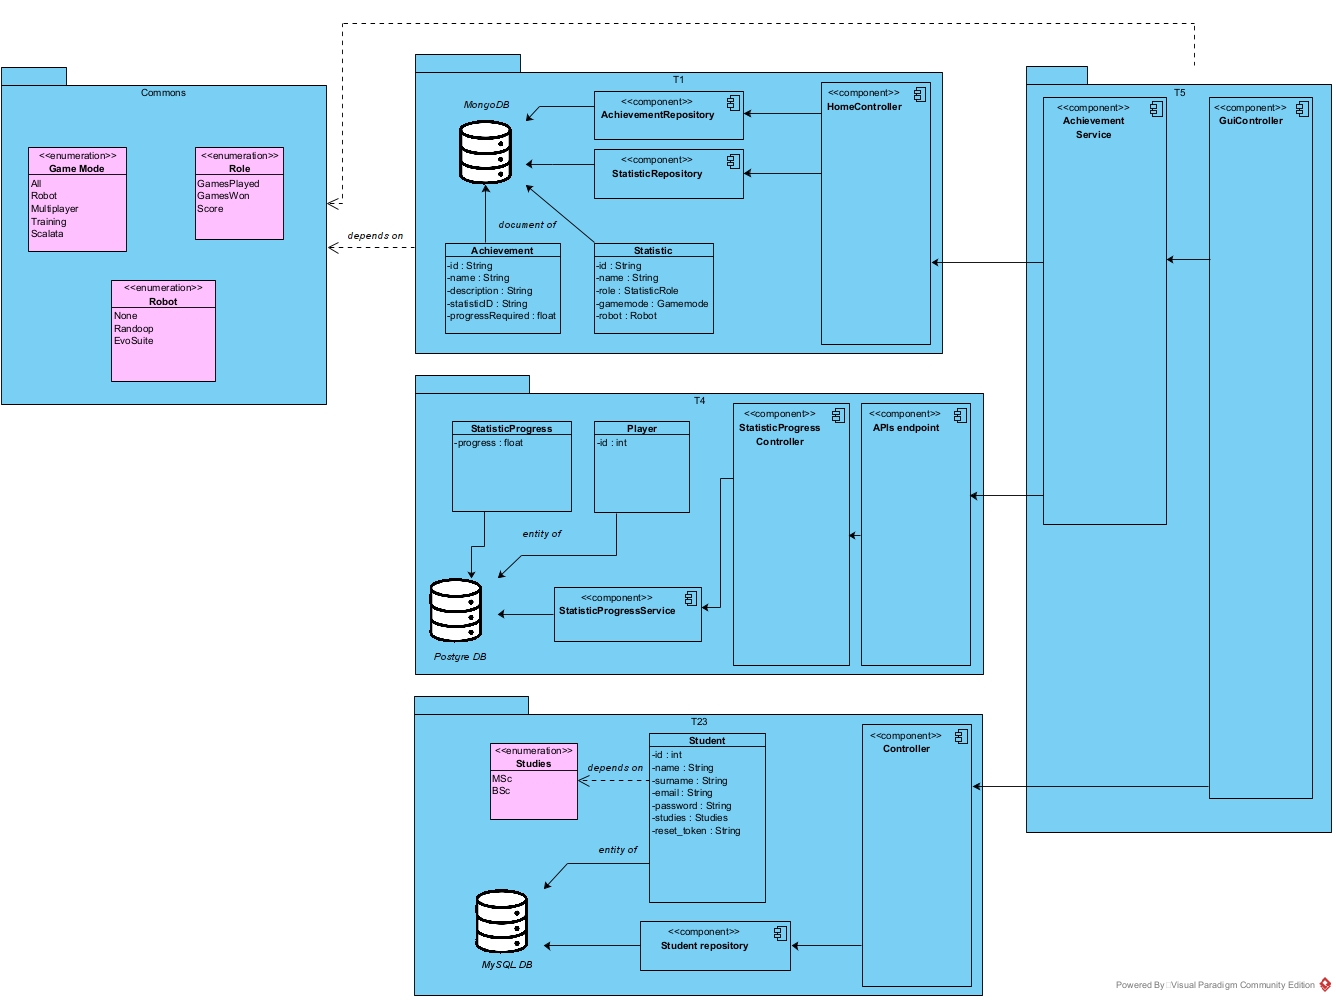 Commons
<<enumeration>>
Game Mode
All
Robot
Multiplayer
Training
Scalata
<<enumeration>>
Role
GamesPlayed
GamesWon
Score
<<enumeration>>
Robot
None
Randoop
EvoSuite
depends on
T1
MongoDB
<<component>>
AchievementRepository
<<component>>
StatisticRepository
<<component>>
HomeController
document of
Achievement
-id : String
-name : String
-description : String
-statisticID : String
-progressRequired : float
Statistic
-id : String
-name : String
-role : StatisticRole
-gamemode : Gamemode
-robot : Robot
T4
StatisticProgress
-progress : float
Player
-id : int
<<component>>
StatisticProgress
Controller
<<component>>
APIs endpoint
entity of
<<component>>
StatisticProgressService
Postgre DB
T23
<<enumeration>>
Studies
MSc
BSc
depends on
Student
-id : int
-name : String
-surname : String
-email : String
-password : String
-studies : Studies
-reset_token : String
<<component>>
Controller
entity of
<<component>>
Student repository
MySQL DB
T5
<<component>>
Achievement
Service
<<component>>
GuiController
Powered By Visual Paradigm Community Edition